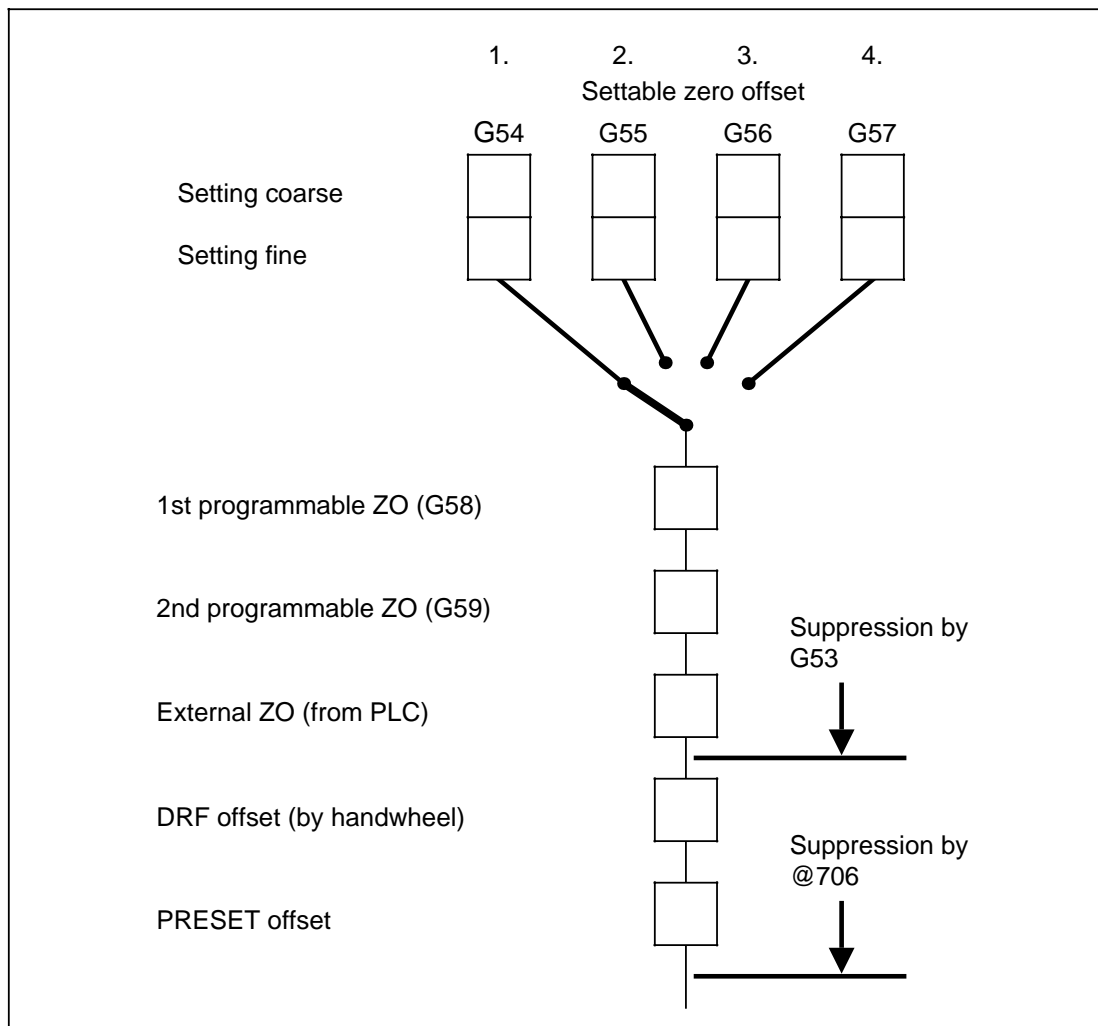 1. 2. 3. 4.
Settable zero offset
G54 G55 G56 G57
Setting coarse
Setting fine
1st programmable ZO (G58)
2nd programmable ZO (G59)
Suppression by
G53
External ZO (from PLC)
DRF offset (by handwheel)
Suppression by
@706
PRESET offset